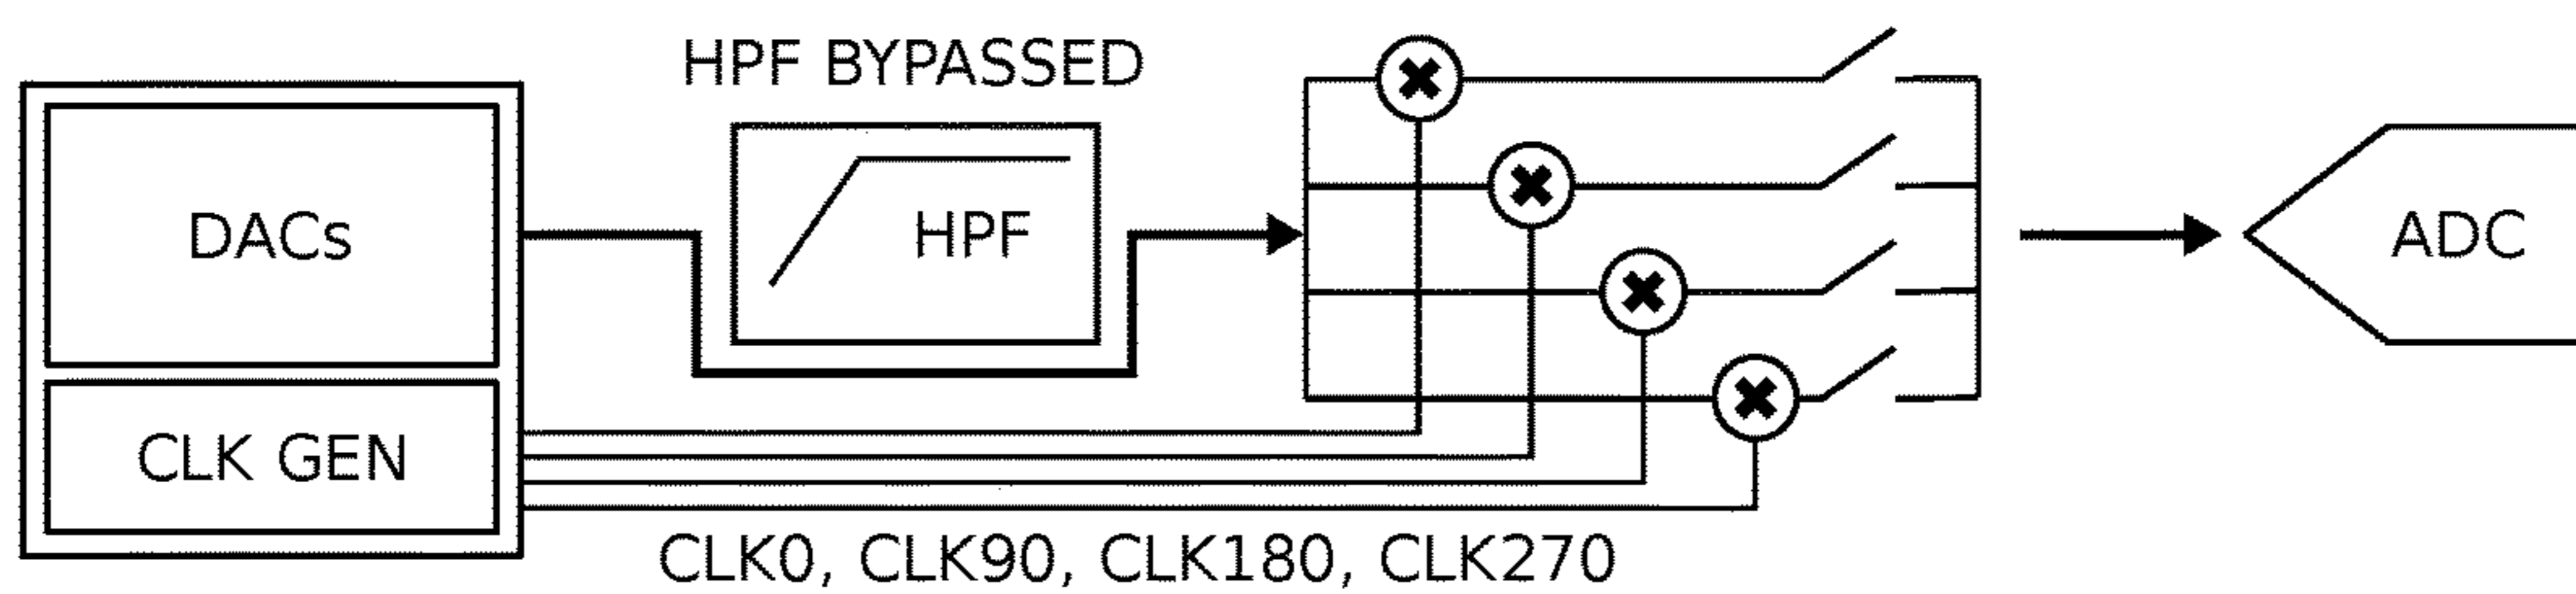 HPF BYPASSED
DACs
HPF
ADC
CLK GEN
CLK0, CLK90, CLK180, CLK270